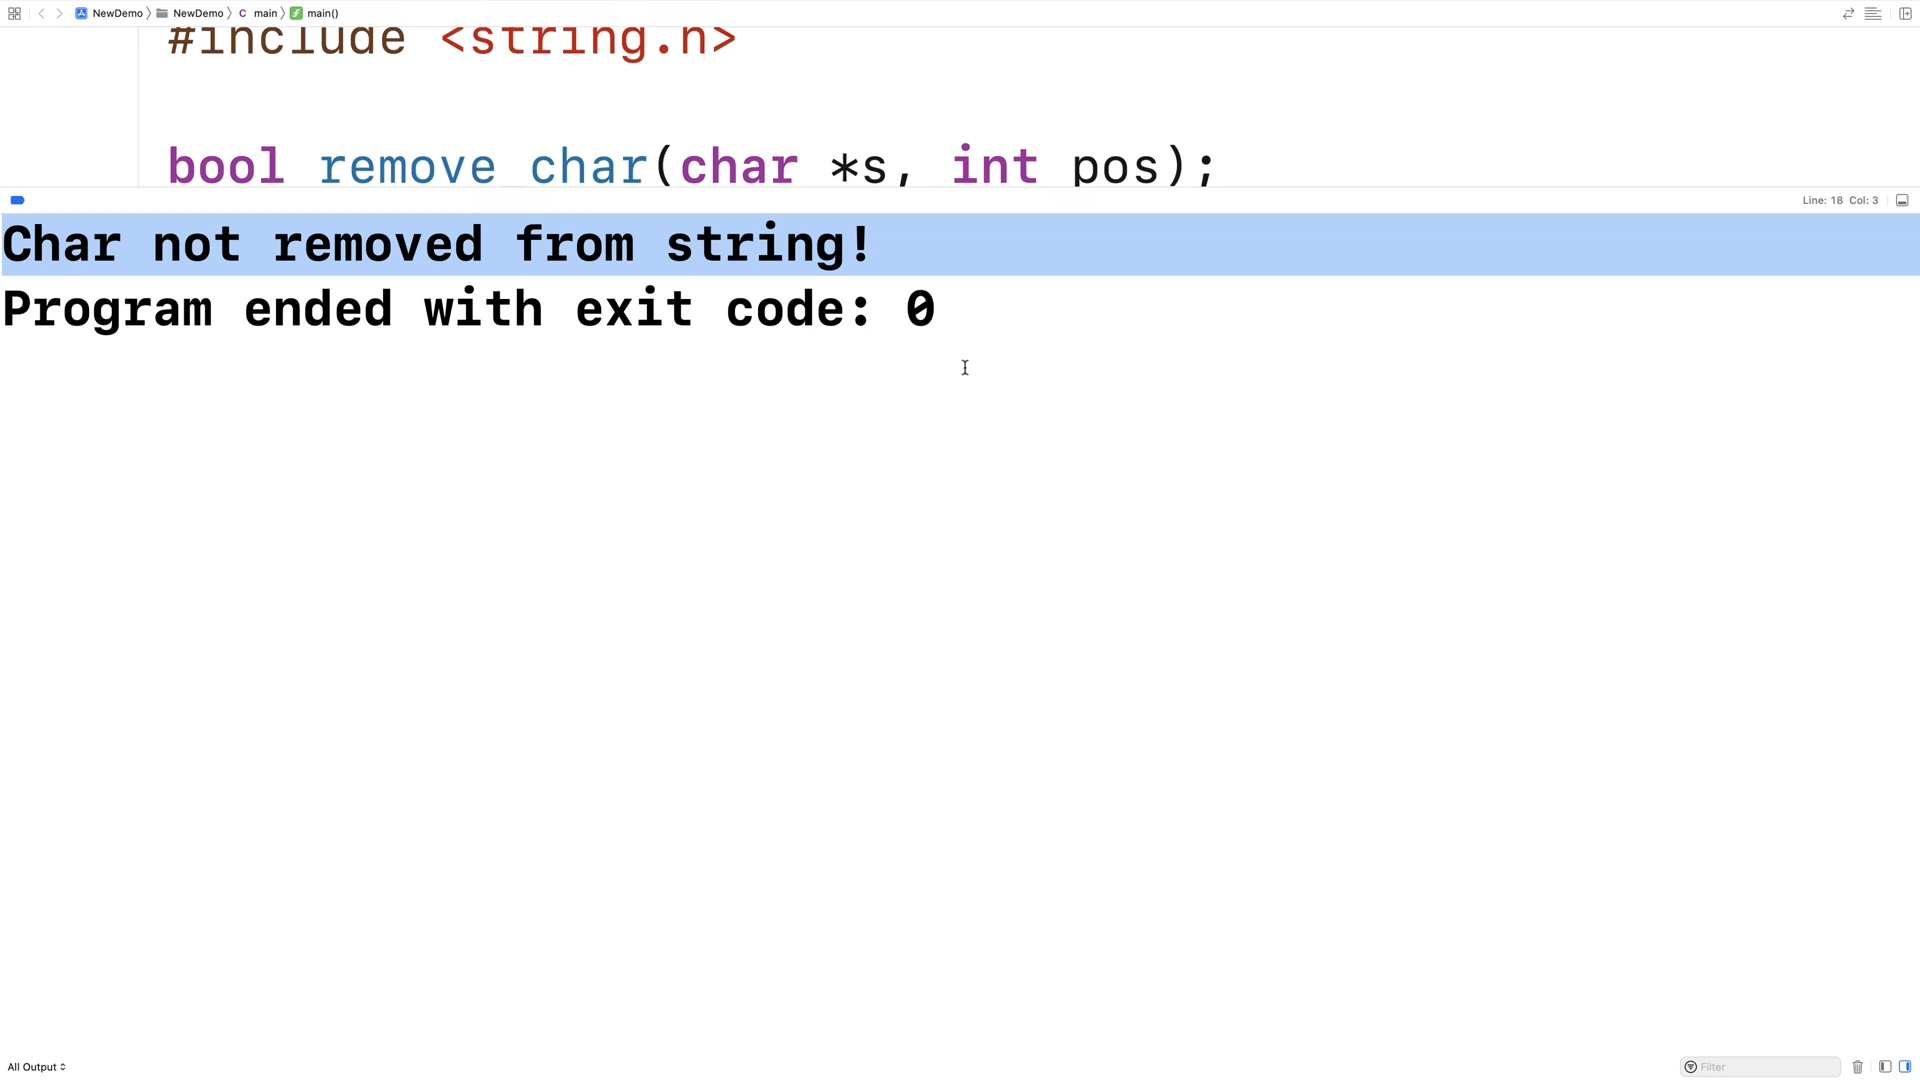 NewDemo NewDemo C main f main()
#include <string.h>
bool remove_char(char *s, int pos);
Line: 18 Col: 3
Char not removed from string!
Program ended with exit code: 0
All Output
Filter